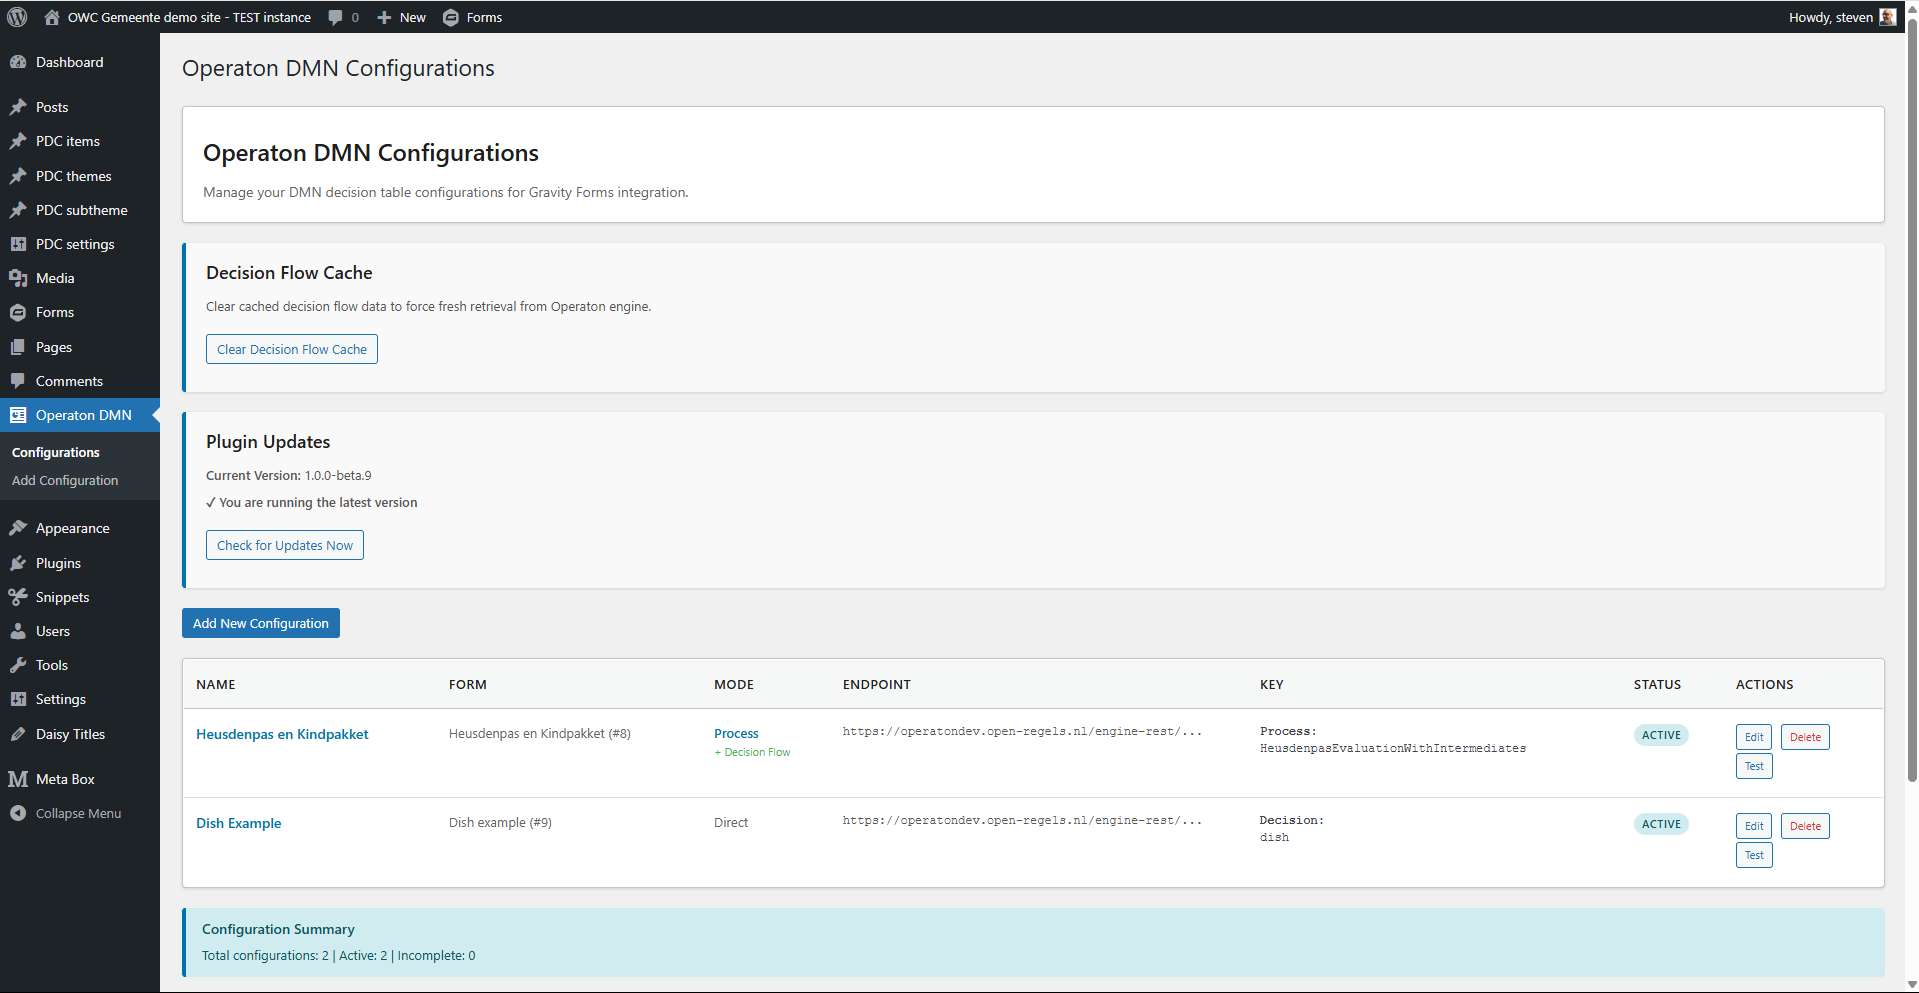 OWC Gemeente demo site - TEST instance 0 New Forms Howdy, steven
Dashboard
Posts
PDC items
PDC themes
PDC subtheme
PDC settings
Media
Forms
Pages
Comments
Operaton DMN
Configurations
Add Configuration
Appearance
Plugins
Snippets
Users
Tools
Settings
Daisy Titles
Meta Box
Collapse Menu
Operaton DMN Configurations
Operaton DMN Configurations
Manage your DMN decision table configurations for Gravity Forms integration.
Decision Flow Cache
Clear cached decision flow data to force fresh retrieval from Operaton engine.
Clear Decision Flow Cache
Plugin Updates
Current Version: 1.0.0-beta.9
✓ You are running the latest version
Check for Updates Now
Add New Configuration
NAME FORM MODE ENDPOINT KEY STATUS ACTIONS
Heusdenpas en Kindpakket Heusdenpas en Kindpakket (#8) Process https://operatondev.open-regels.nl/engine-rest/... Process: ACTIVE Edit Delete
+ Decision Flow HeusdenpasEvaluationWithIntermediates
Test
Dish Example Dish example (#9) Direct https://operatondev.open-regels.nl/engine-rest/... Decision: ACTIVE Edit Delete
dish
Test
Configuration Summary
Total configurations: 2 | Active: 2 | Incomplete: 0